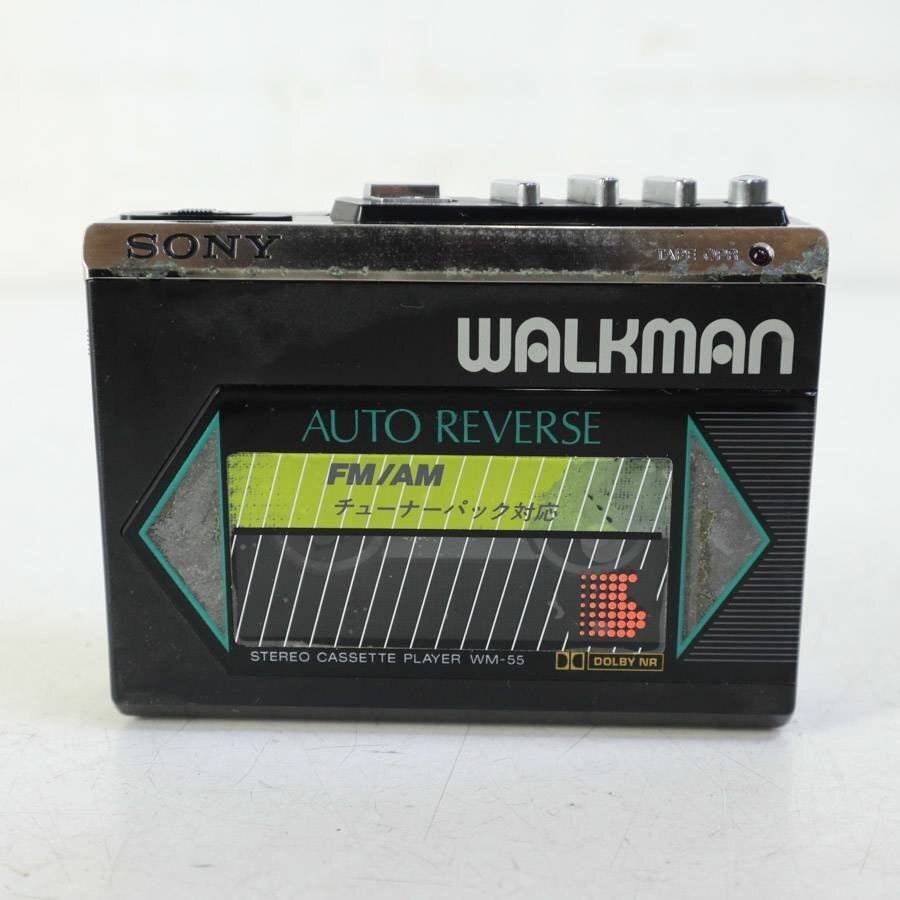 SONY
TAPE OPR
WALKMAN
AUTO REVERSE
FM/AM
チューナーパック対応
STEREO CASSETTE PLAYER WM-55
DOLBY NR